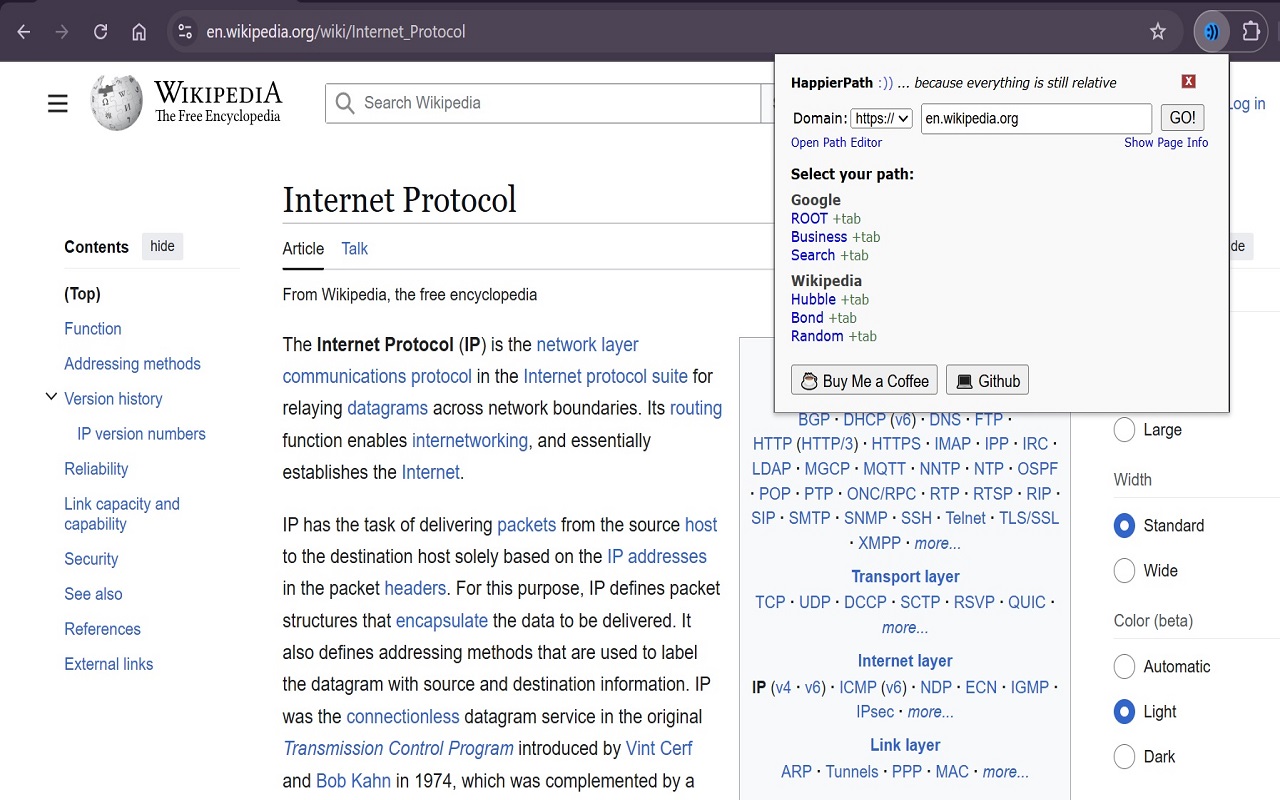 en.wikipedia.org/wiki/Internet_Protocol
WIKIPEDIA
The Free Encyclopedia
Search Wikipedia
Log in
HappierPath :)) ... because everything is still relative
X
Domain: https:// en.wikipedia.org GO!
Open Path Editor
Show Page Info
Select your path:
Google
ROOT +tab
Business +tab
Search +tab
Wikipedia
Hubble +tab
Bond +tab
Random +tab
Buy Me a Coffee
Github
Contents hide
(Top)
Function
Addressing methods
Version history
IP version numbers
Reliability
Link capacity and
capability
Security
See also
References
External links
Internet Protocol
Article Talk
From Wikipedia, the free encyclopedia
The Internet Protocol (IP) is the network layer
communications protocol in the Internet protocol suite for
relaying datagrams across network boundaries. Its routing
function enables internetworking, and essentially
establishes the Internet.
IP has the task of delivering packets from the source host
to the destination host solely based on the IP addresses
in the packet headers. For this purpose, IP defines packet
structures that encapsulate the data to be delivered. It
also defines addressing methods that are used to label
the datagram with source and destination information. IP
was the connectionless datagram service in the original
Transmission Control Program introduced by Vint Cerf
and Bob Kahn in 1974, which was complemented by a
BGP · DHCP (v6) · DNS · FTP ·
HTTP (HTTP/3) · HTTPS · IMAP · IPP · IRC ·
LDAP · MGCP · MQTT · NNTP · NTP · OSPF
· POP · PTP · ONC/RPC · RTP · RTSP · RIP ·
SIP · SMTP · SNMP · SSH · Telnet · TLS/SSL
· XMPP · more...
Transport layer
TCP · UDP · DCCP · SCTP · RSVP · QUIC ·
more...
Internet layer
IP (v4 · v6) · ICMP (v6) · NDP · ECN · IGMP ·
IPsec · more...
Link layer
ARP · Tunnels · PPP · MAC · more...
de
Large
Width
Standard
Wide
Color (beta)
Automatic
Light
Dark